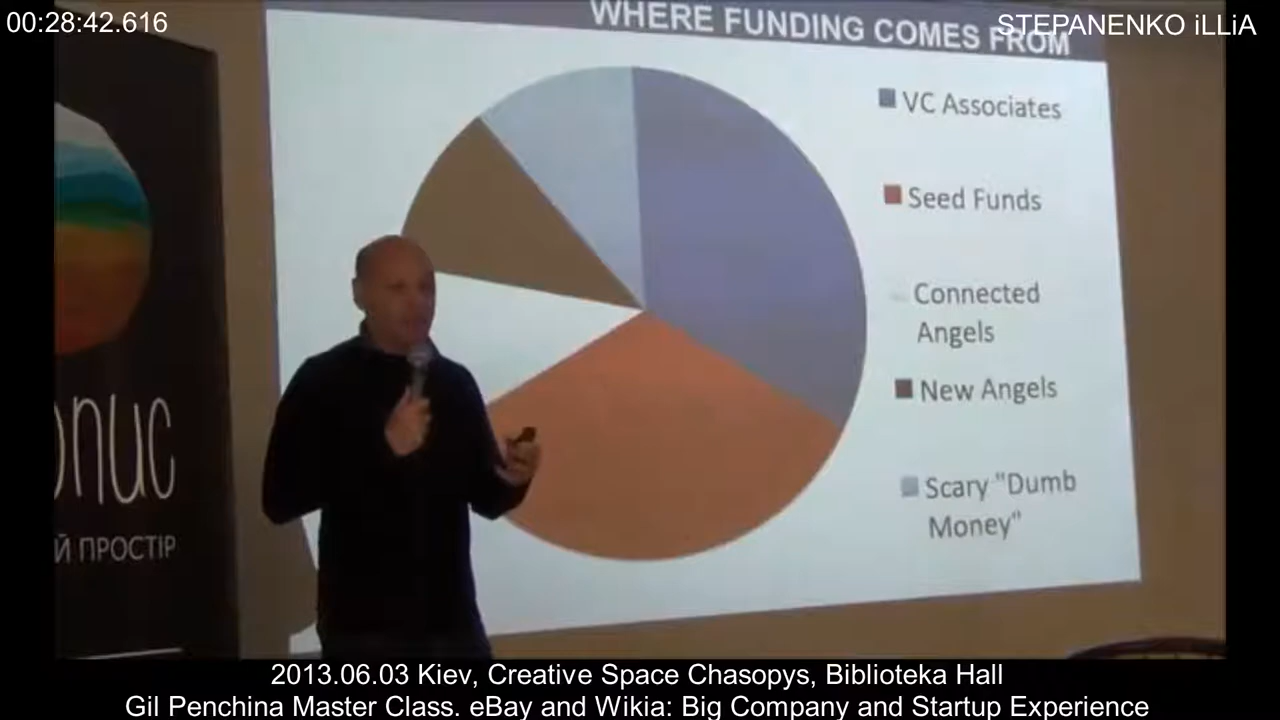 00:28:42.616
STEPANENKO iLLiA
WHERE FUNDING COMES FROM
VC Associates
Seed Funds
Connected
Angels
New Angels
Scary "Dumb
Money"
опис
й ПРОСТІР
2013.06.03 Kiev, Creative Space Chasopys, Biblioteka Hall
Gil Penchina Master Class. eBay and Wikia: Big Company and Startup Experience